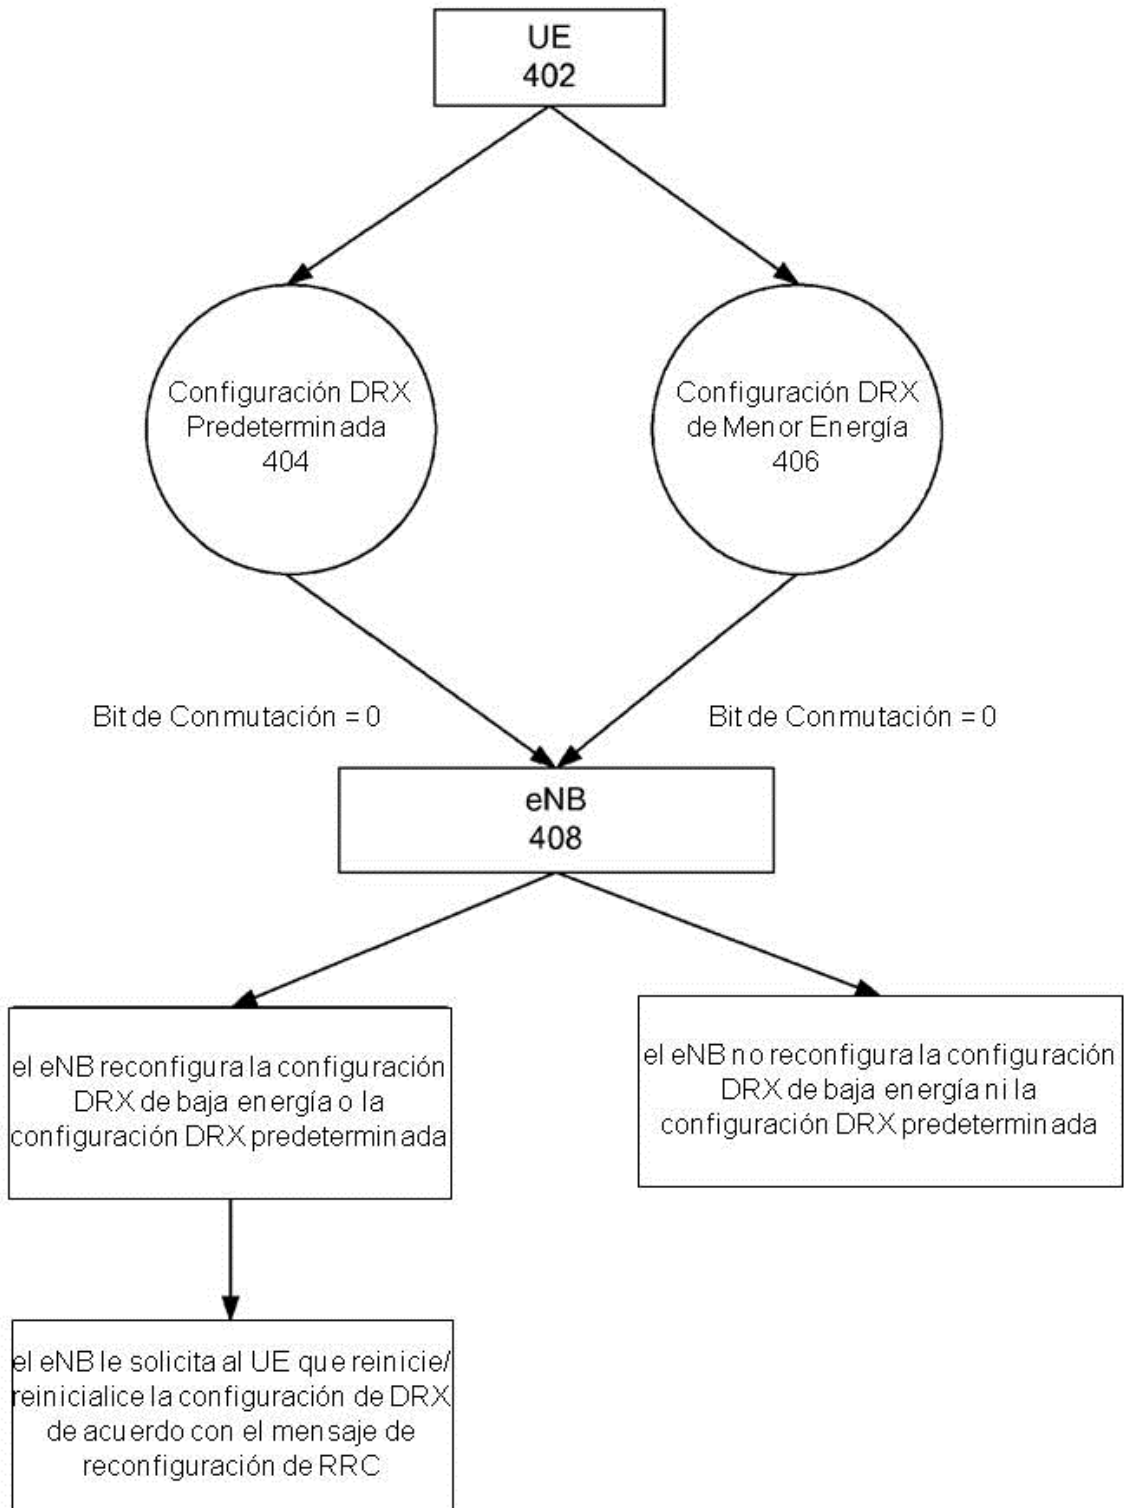 UE
402
Configuración DRX
Predeterminada
404
Configuración DRX
de Menor Energía
406
Bit de Conmutación = 0
Bit de Conmutación = 0
eNB
408
el eNB reconfigura la configuración
DRX de baja energía o la
configuración DRX predeterminada
el eNB no reconfigura la configuración
DRX de baja energía ni la
configuración DRX predeterminada
el eNB le solicita al UE que reinicie/
reinicialice la configuración de DRX
de acuerdo con el mensaje de
reconfiguración de RRC